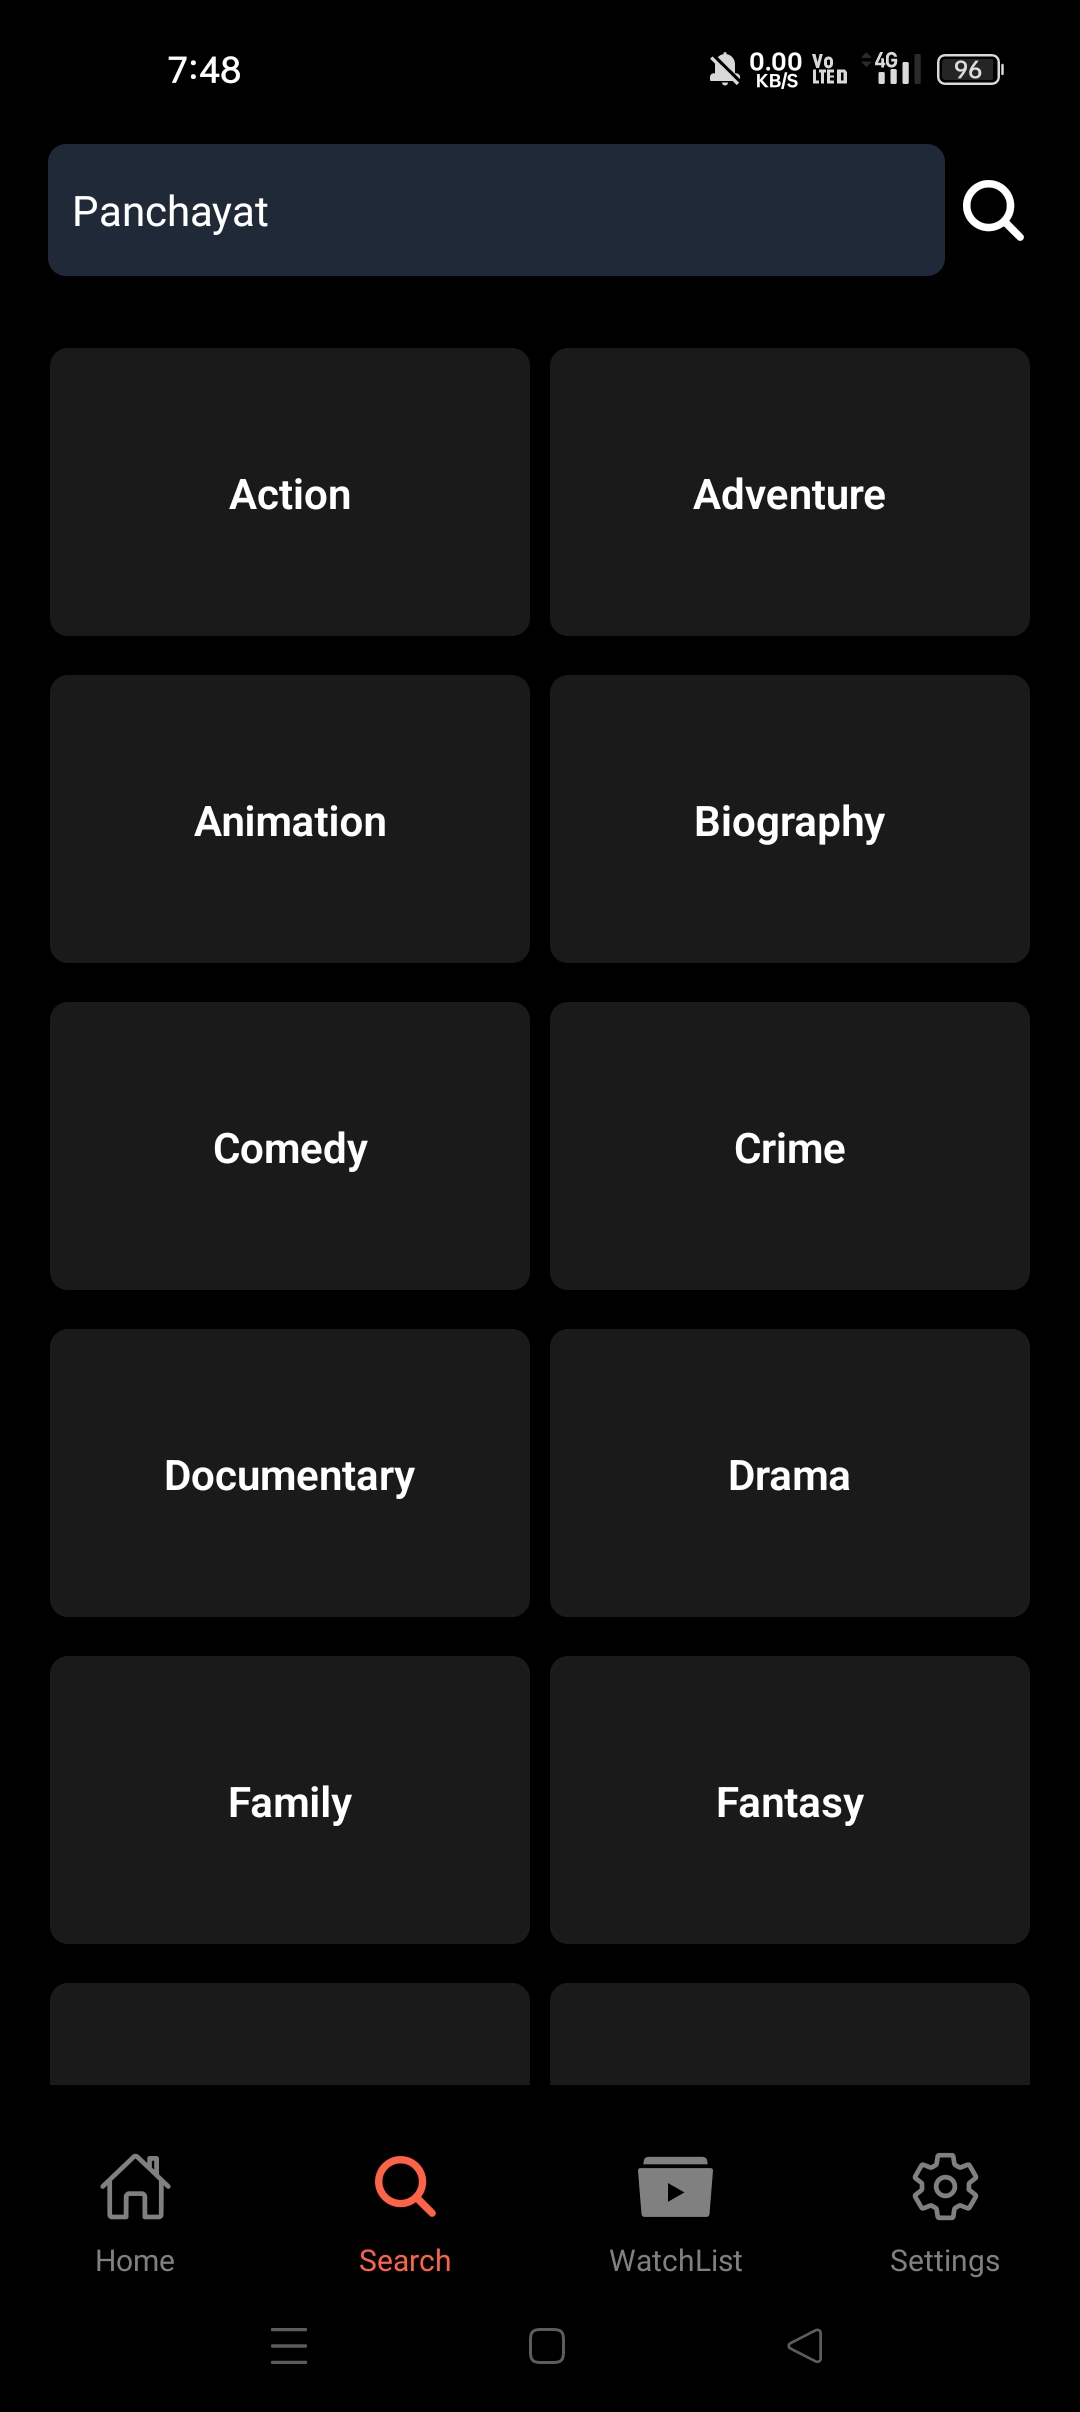 7:48 0.00 KB/S Vo LTE D 4G 96
Panchayat
Action Adventure
Animation Biography
Comedy Crime
Documentary Drama
Family Fantasy
Home Search WatchList Settings